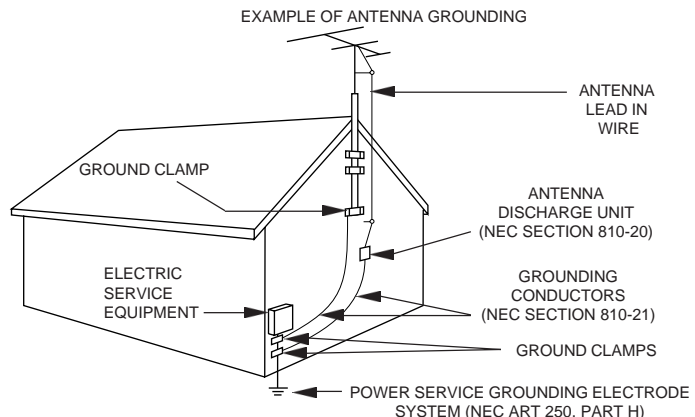 EXAMPLE OF ANTENNA GROUNDING
ANTENNA
LEAD IN
WIRE
GROUND CLAMP
ANTENNA
DISCHARGE UNIT
(NEC SECTION 810-20)
ELECTRIC
SERVICE
EQUIPMENT
GROUNDING
CONDUCTORS
(NEC SECTION 810-21)
GROUND CLAMPS
POWER SERVICE GROUNDING ELECTRODE
SYSTEM (NEC ART 250, PART H)